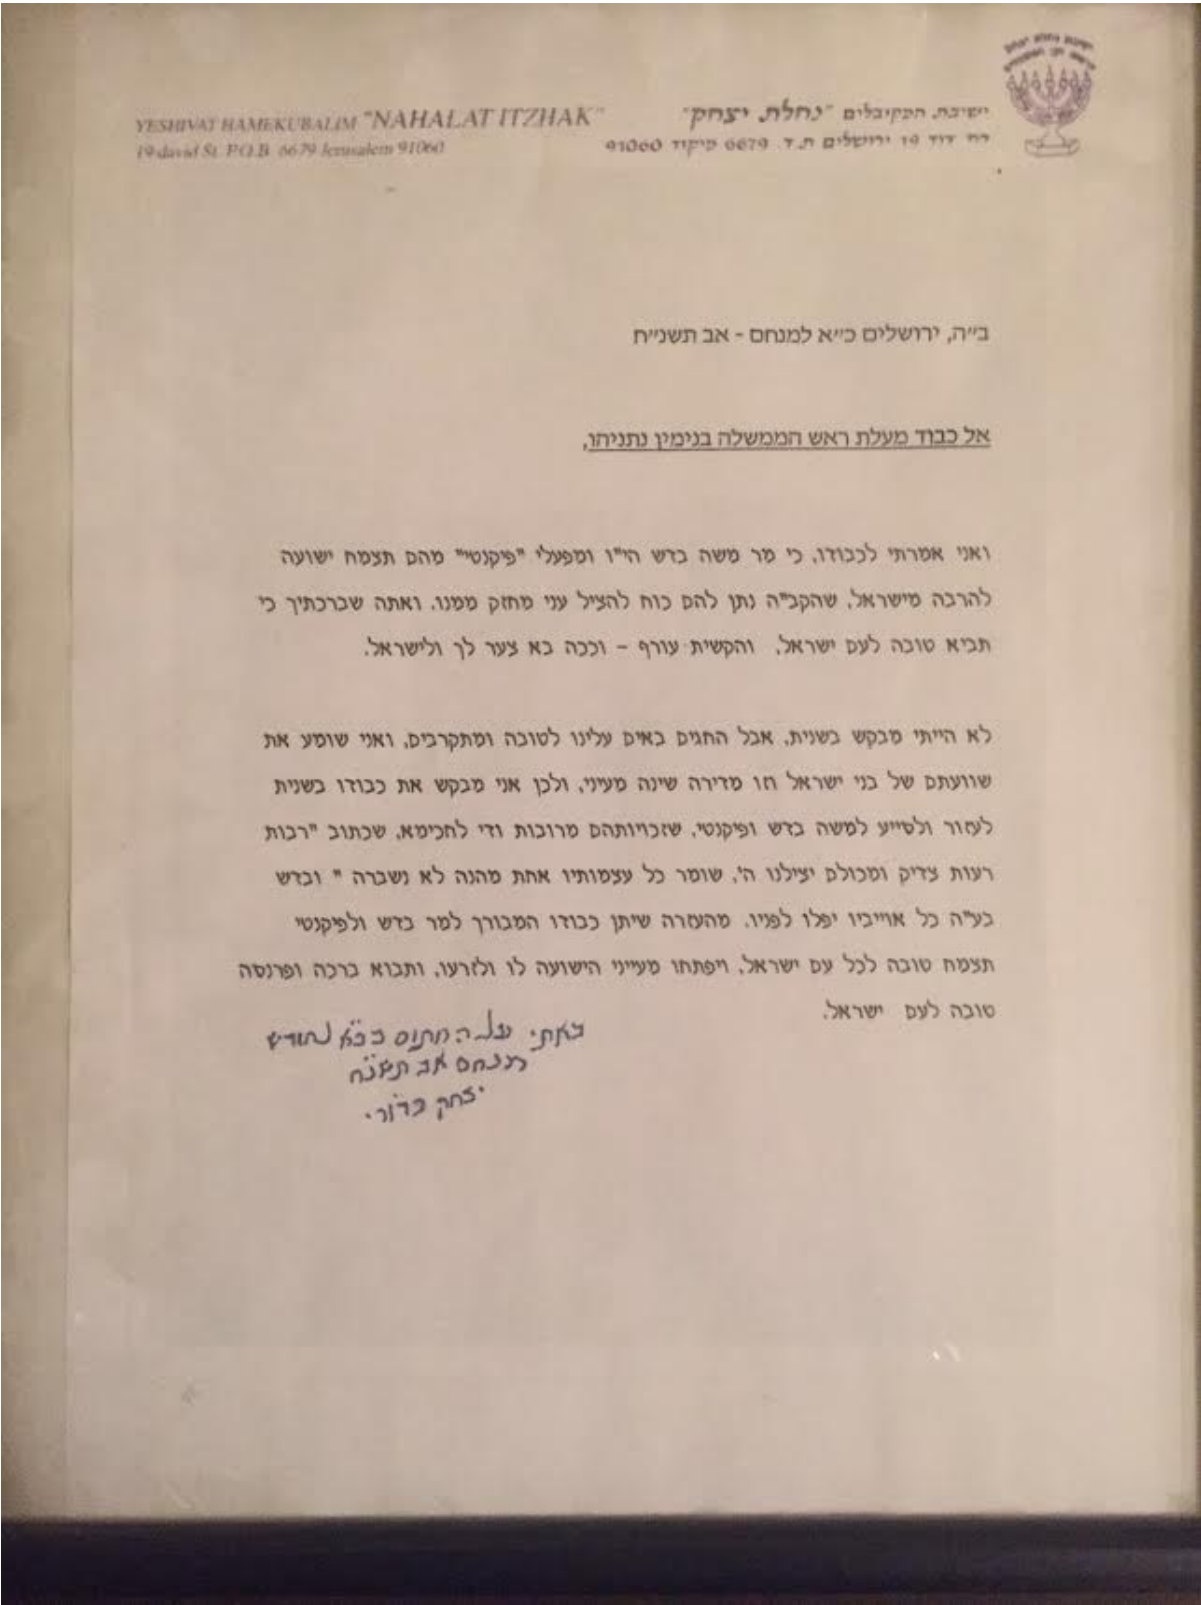 ישיבת נחלת יצחק
YESHIVAT HAMEKUBALIM "NAHALAT ITZHAK"
19 david St. P.O.B. 6679 Jerusalem 91060
ישיבת המקובלים "נחלת יצחק"
רח' דוד 19 ירושלים ת.ד. 6679 מיקוד 91060
בי״ה, ירושלים כ״א למנחם - אב תשנ״ח
אל כבוד מעלת ראש הממשלה בנימין נתניהו,
ואני אמרתי לכבודו, כי מר משה בדש הי"ו ומפעלי "פיקנטי" מהם תצמח ישועה
להרבה מישראל, שהקב"ה נתן להם כוח להציל עני מחזק ממנו. ואתה שברכתיך כי
תביא טובה לעם ישראל, והקשית עורף – וככה בא צער לך ולישראל.
לא הייתי מבקש בשנית, אבל החגים באים עלינו לטובה ומתקרבים, ואני שומע את
שוועתם של בני ישראל וזו מדירה שינה מעיני, ולכן אני מבקש את כבודו בשנית
לעזור ולסייע למשה בדש ופיקנטי, שזכויותהם מרובות ודי לחכימא, שכתוב "רבות
רעות צדיק ומכולם יצילנו ה', שומר כל עצמותיו אחת מהנה לא נשברה " ובדש
בע"ה כל אוייביו יפלו לפניו. מהעזרה שיתן כבודו המבורך למר בדש ולפיקנטי
תצמח טובה לכל עם ישראל, ויפתחו מעייני הישועה לו ולזרעו, ותבוא ברכה ופרנסה
טובה לעם ישראל.
באתי על החתום בכ"א לחודש
מנחם אב תשנ"ח
יצחק כדורי